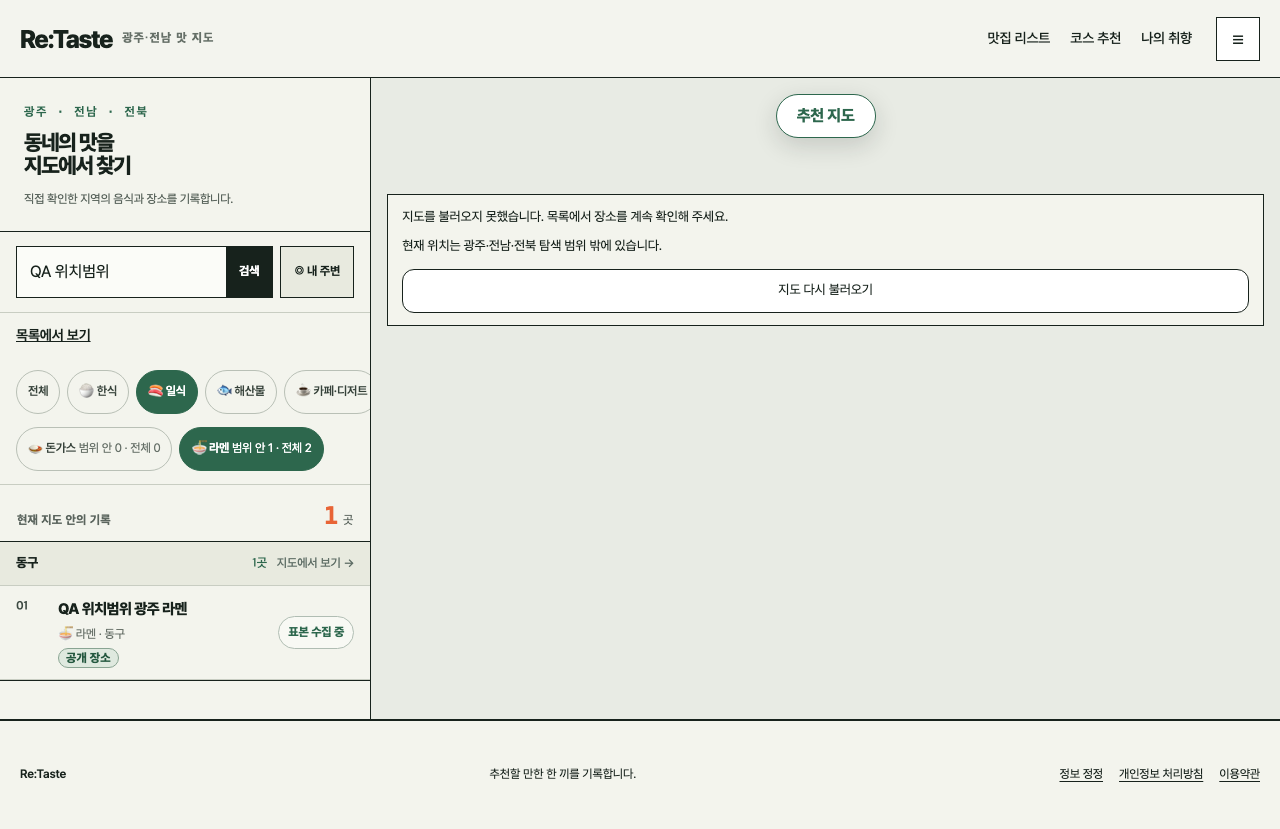 Re:Taste 광주·전남 맛 지도
맛집 리스트 코스 추천 나의 취향 ≡
광주 · 전남 · 전북
동네의 맛을
지도에서 찾기
직접 확인한 지역의 음식과 장소를 기록합니다.
QA 위치범위 검색 ◎ 내 주변
목록에서 보기
전체 한식 일식 해산물 카페·디저트
돈가스 범위 안 0 · 전체 0 라멘 범위 안 1 · 전체 2
현재 지도 안의 기록 1 곳
동구 1곳 지도에서 보기 →
01 QA 위치범위 광주 라멘
라멘 · 동구
표본 수집 중
공개 장소
추천 지도
지도를 불러오지 못했습니다. 목록에서 장소를 계속 확인해 주세요.
현재 위치는 광주·전남·전북 탐색 범위 밖에 있습니다.
지도 다시 불러오기
Re:Taste 추천할 만한 한 끼를 기록합니다. 정보 정정 개인정보 처리방침 이용약관